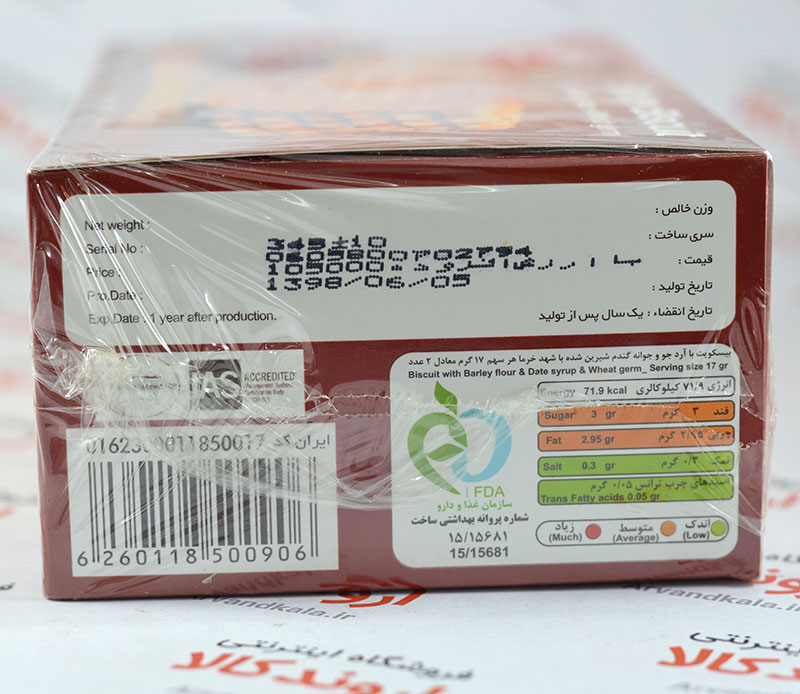 Net weight : وزن خالص :
Serial No : سری ساخت :
Price : قیمت :
Pro.Date : تاریخ تولید :
Exp.Date : 1 year after production. تاریخ انقضاء : یک سال پس از تولید
1398/06/05
ACCREDITED
ایران کد
6 260118 500906
بیسکویت با آرد جو و جوانه گندم شیرین شده با شهد خرما هر سهم ۱۷ گرم معادل ۲ عدد
Biscuit with Barley flour & Date syrup & Wheat germ_ Serving size 17 gr
Energy 71.9 kcal انرژی ۷۱/۹ کیلوکالری
Sugar 3 gr قند ۳ گرم
Fat 2.95 gr چربی ۲/۹۵ گرم
Salt 0.3 gr نمک ۰/۳ گرم
اسیدهای چرب ترانس ۰/۰۵ گرم
Trans Fatty acids 0.05 gr
FDA
سازمان غذا و دارو
شماره پروانه بهداشتی ساخت
۱۵/۱۵۶۸۱
15/15681
زیاد متوسط اندک
(Much) (Average) (Low)
Arvandkala.ir
فروشگاه اینترنتی
اروند کالا